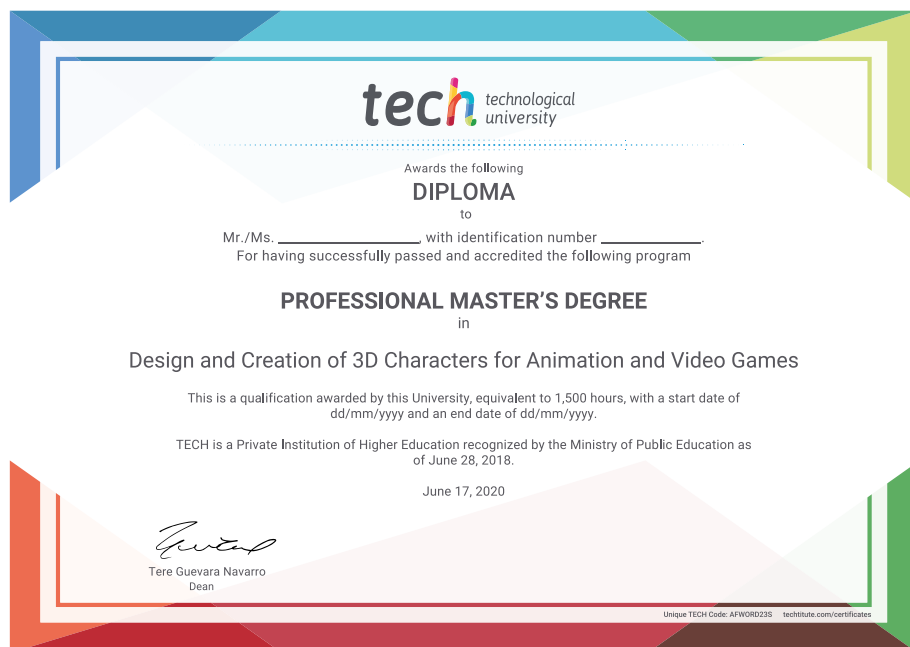 tech technological
university
Awards the following
DIPLOMA
to
Mr./Ms. ____________________, with identification number ______________.
For having successfully passed and accredited the following program
PROFESSIONAL MASTER'S DEGREE
in
Design and Creation of 3D Characters for Animation and Video Games
This is a qualification awarded by this University, equivalent to 1,500 hours, with a start date of
dd/mm/yyyy and an end date of dd/mm/yyyy.
TECH is a Private Institution of Higher Education recognized by the Ministry of Public Education as
of June 28, 2018.
June 17, 2020
Tere Guevara Navarro
Dean
Unique TECH Code: AFWORD23S techtitute.com/certificates